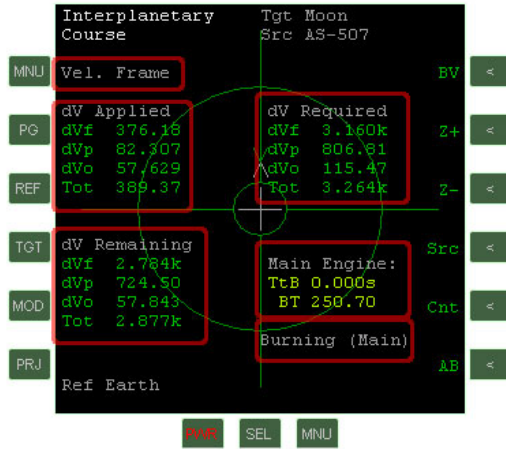 Interplanetary Tgt Moon
Course Src AS-507
MNU Vel. Frame BV <
dV Applied dV Required
PG dVf 376.18 dVf 3.160k Z+ <
dVp 82.307 dVp 806.81
dVo 57.629 dVo 115.47
REF Tot 389.37 Tot 3.264k Z- <
TGT dV Remaining Src <
dVf 2.784k Main Engine:
dVp 724.50 TtB 0.000s
MOD dVo 57.843 BT 250.70 Cnt <
Tot 2.877k
Burning (Main)
PRJ AB <
Ref Earth
PWR SEL MNU